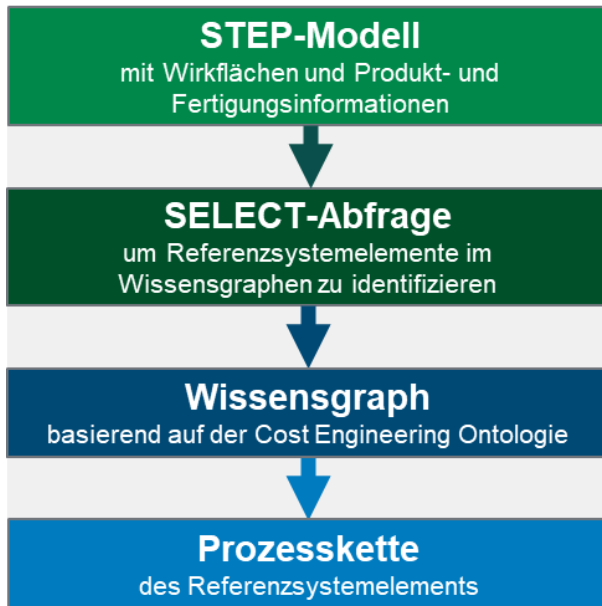 STEP-Modell
mit Wirkflächen und Produkt- und
Fertigungsinformationen
SELECT-Abfrage
um Referenzsystemelemente im
Wissensgraphen zu identifizieren
Wissensgraph
basierend auf der Cost Engineering Ontologie
Prozesskette
des Referenzsystemelements